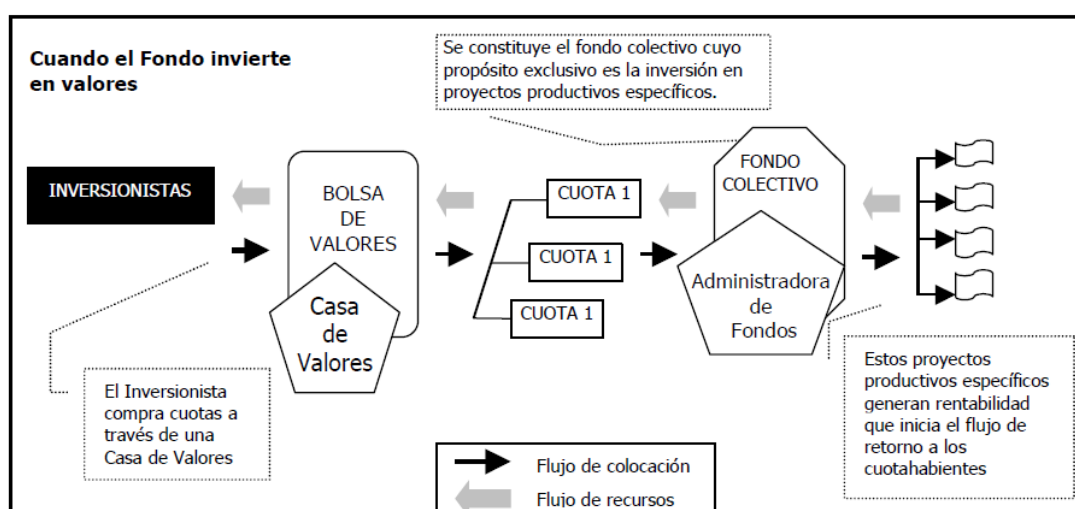 Cuando el Fondo invierte
en valores
Se constituye el fondo colectivo cuyo
propósito exclusivo es la inversión en
proyectos productivos específicos.
INVERSIONISTAS
BOLSA
DE
VALORES
Casa
de
Valores
CUOTA 1
CUOTA 1
CUOTA 1
FONDO
COLECTIVO
Administradora
de
Fondos
El Inversionista
compra cuotas a
través de una
Casa de Valores
Estos proyectos
productivos específicos
generan rentabilidad
que inicia el flujo de
retorno a los
cuotahabientes
Flujo de colocación
Flujo de recursos